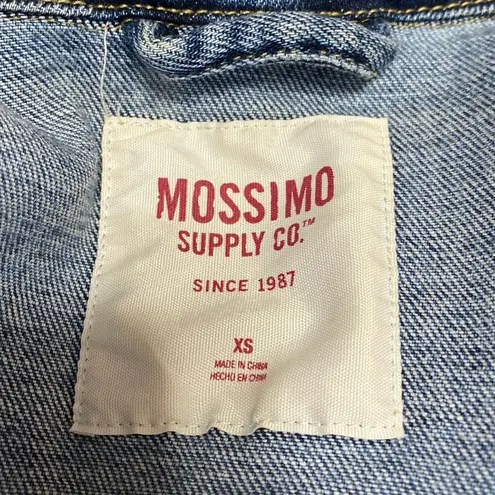 MOSSIMO
SUPPLY CO.™
SINCE 1987
XS
MADE IN CHINA
HECHO EN CHINA